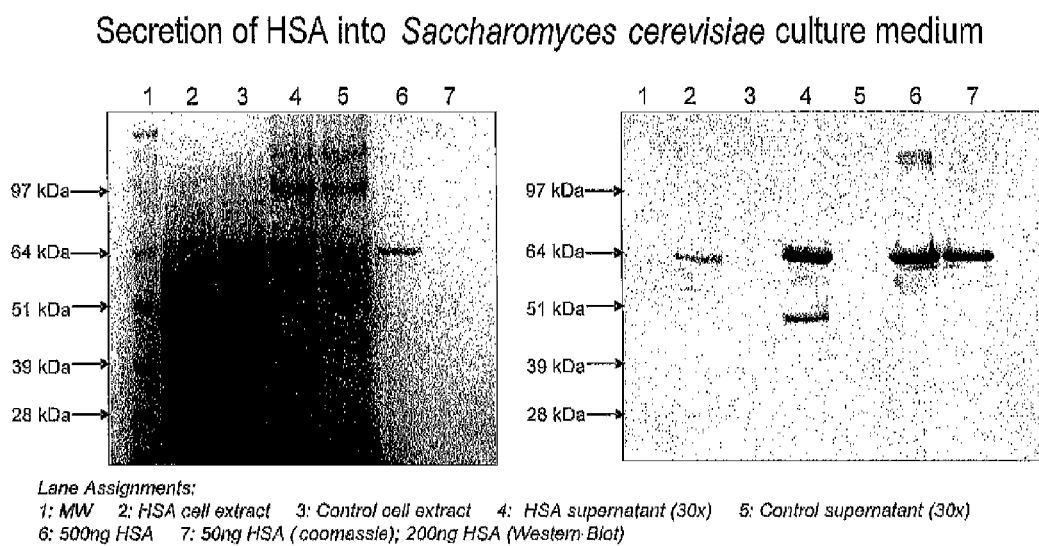 Secretion of HSA into Saccharomyces cerevisiae culture medium
1 2 3 4 5 6 7
97 kDa
64 kDa
51 kDa
39 kDa
28 kDa
1 2 3 4 5 6 7
97 kDa
64 kDa
51 kDa
39 kDa
28 kDa
Lane Assignments:
1: MW 2: HSA cell extract 3: Control cell extract 4: HSA supernatant (30x) 5: Control supernatant (30x)
6: 500ng HSA 7: 50ng HSA (coomassie); 200ng HSA (Western Blot)